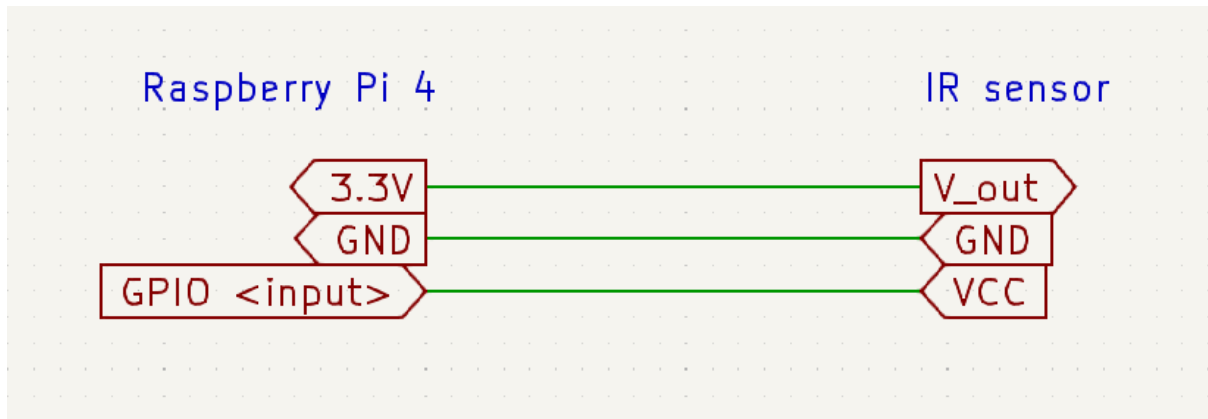 Raspberry Pi 4 IR sensor
3.3V V_out
GND GND
GPIO <input> VCC